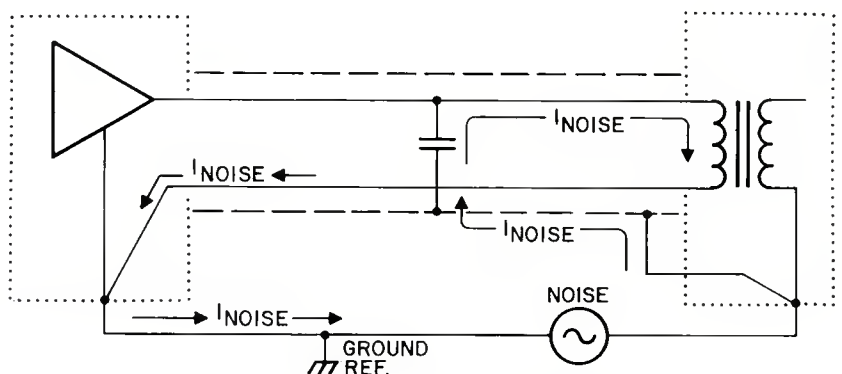 INOISE
INOISE
INOISE
NOISE
INOISE
GROUND
REF.